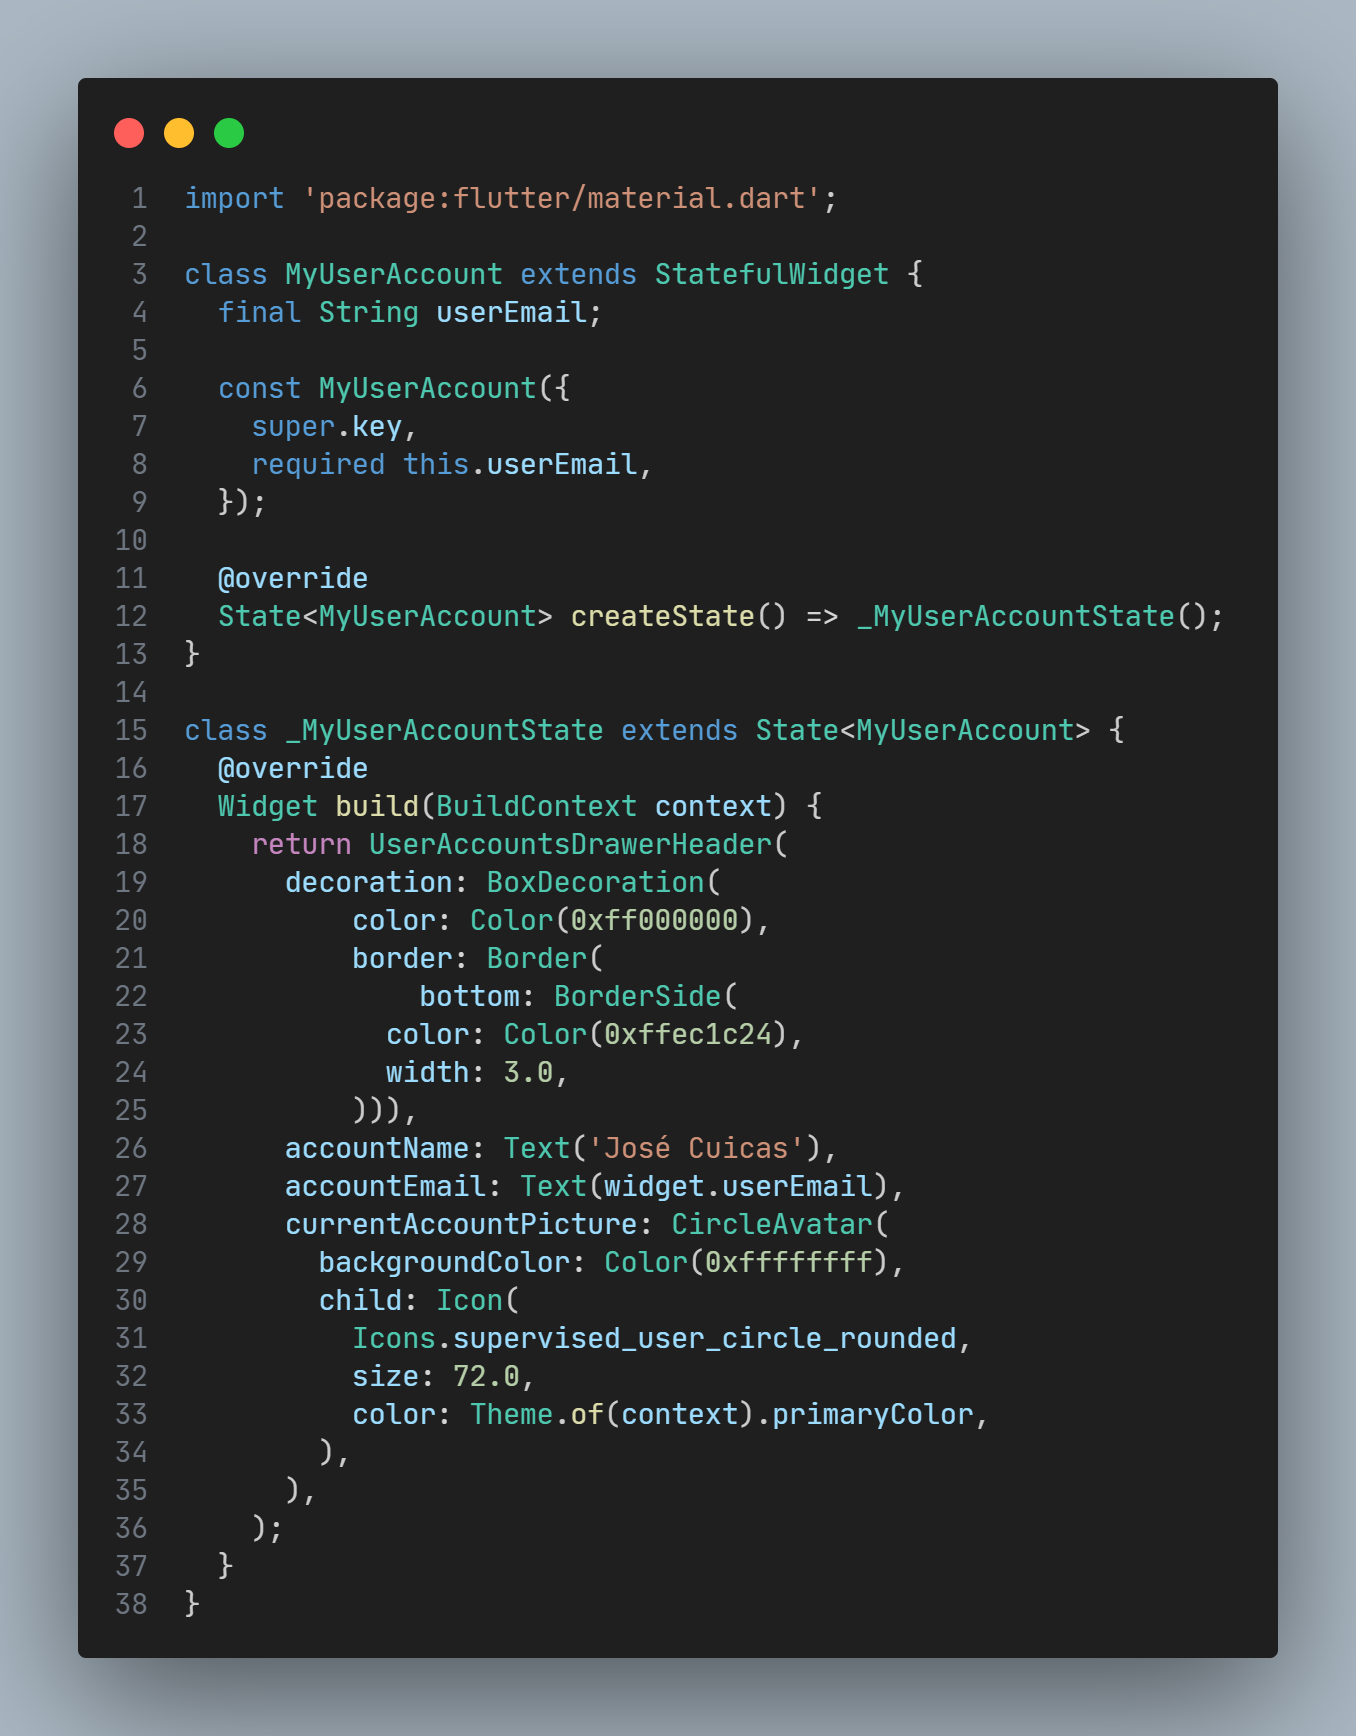 1 import 'package:flutter/material.dart';
2
3 class MyUserAccount extends StatefulWidget {
4   final String userEmail;
5
6   const MyUserAccount({
7     super.key,
8     required this.userEmail,
9   });
10
11   @override
12   State<MyUserAccount> createState() => _MyUserAccountState();
13 }
14
15 class _MyUserAccountState extends State<MyUserAccount> {
16   @override
17   Widget build(BuildContext context) {
18     return UserAccountsDrawerHeader(
19       decoration: BoxDecoration(
20           color: Color(0xff000000),
21           border: Border(
22               bottom: BorderSide(
23             color: Color(0xffec1c24),
24             width: 3.0,
25           ))),
26       accountName: Text('José Cuicas'),
27       accountEmail: Text(widget.userEmail),
28       currentAccountPicture: CircleAvatar(
29         backgroundColor: Color(0xffffffff),
30         child: Icon(
31           Icons.supervised_user_circle_rounded,
32           size: 72.0,
33           color: Theme.of(context).primaryColor,
34         ),
35       ),
36     );
37   }
38 }